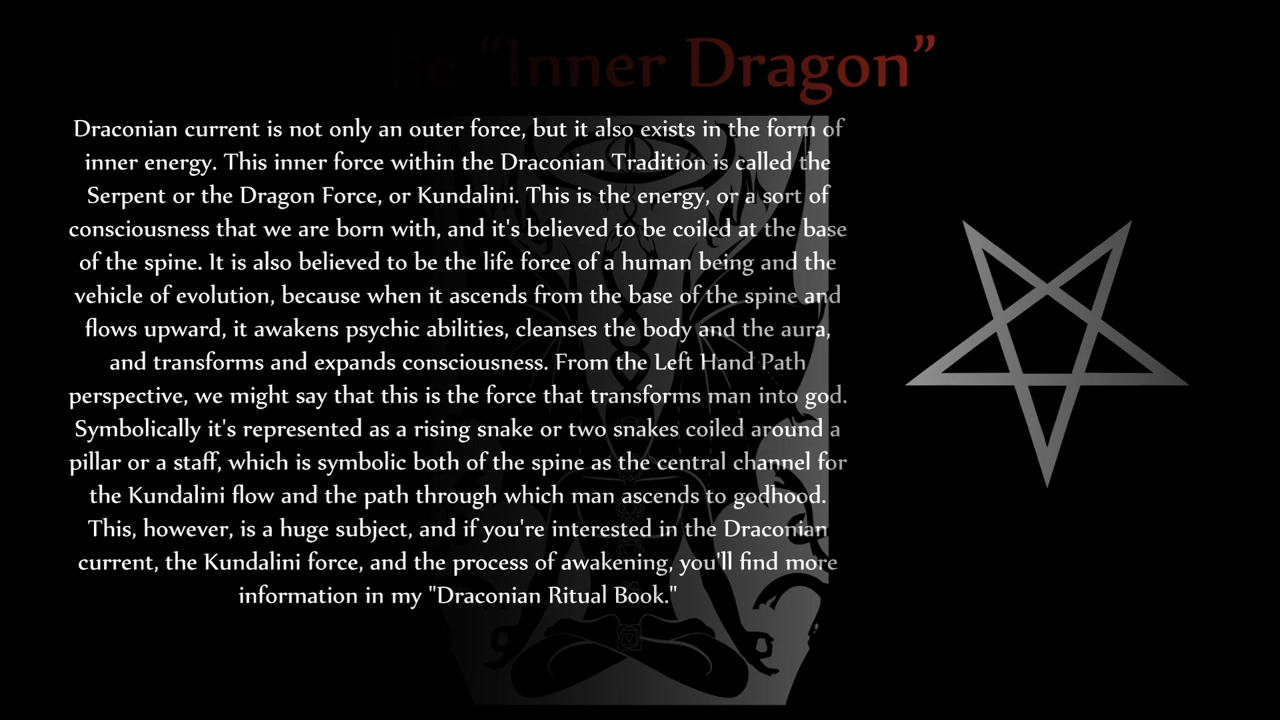 The “Inner Dragon”
Draconian current is not only an outer force, but it also exists in the form of
inner energy. This inner force within the Draconian Tradition is called the
Serpent or the Dragon Force, or Kundalini. This is the energy, or a sort of
consciousness that we are born with, and it's believed to be coiled at the base
of the spine. It is also believed to be the life force of a human being and the
vehicle of evolution, because when it ascends from the base of the spine and
flows upward, it awakens psychic abilities, cleanses the body and the aura,
and transforms and expands consciousness. From the Left Hand Path
perspective, we might say that this is the force that transforms man into god.
Symbolically it's represented as a rising snake or two snakes coiled around a
pillar or a staff, which is symbolic both of the spine as the central channel for
the Kundalini flow and the path through which man ascends to godhood.
This, however, is a huge subject, and if you're interested in the Draconian
current, the Kundalini force, and the process of awakening, you'll find more
information in my "Draconian Ritual Book."